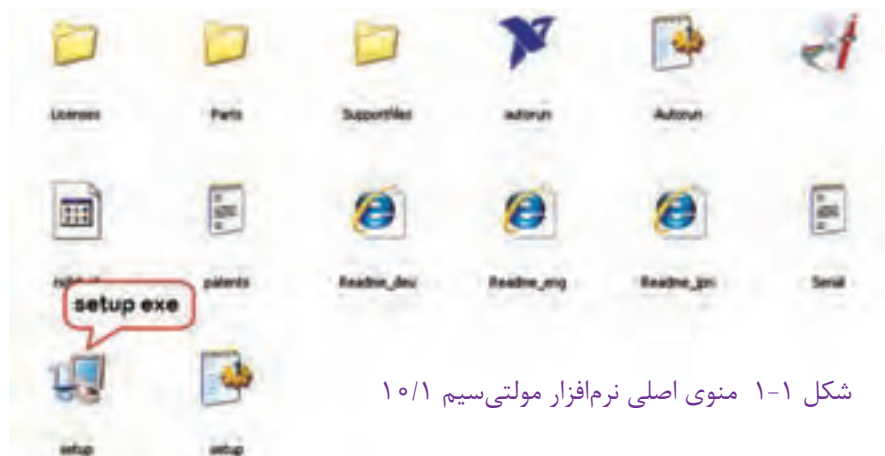 Licenses Parts Supportfiles autorun Autorun
patents Readme_deu Readme_eng Readme_jpn Serial
setup exe
setup setup
شکل ۱-۱ منوی اصلی نرم‌افزار مولتی‌سیم ۱۰/۱